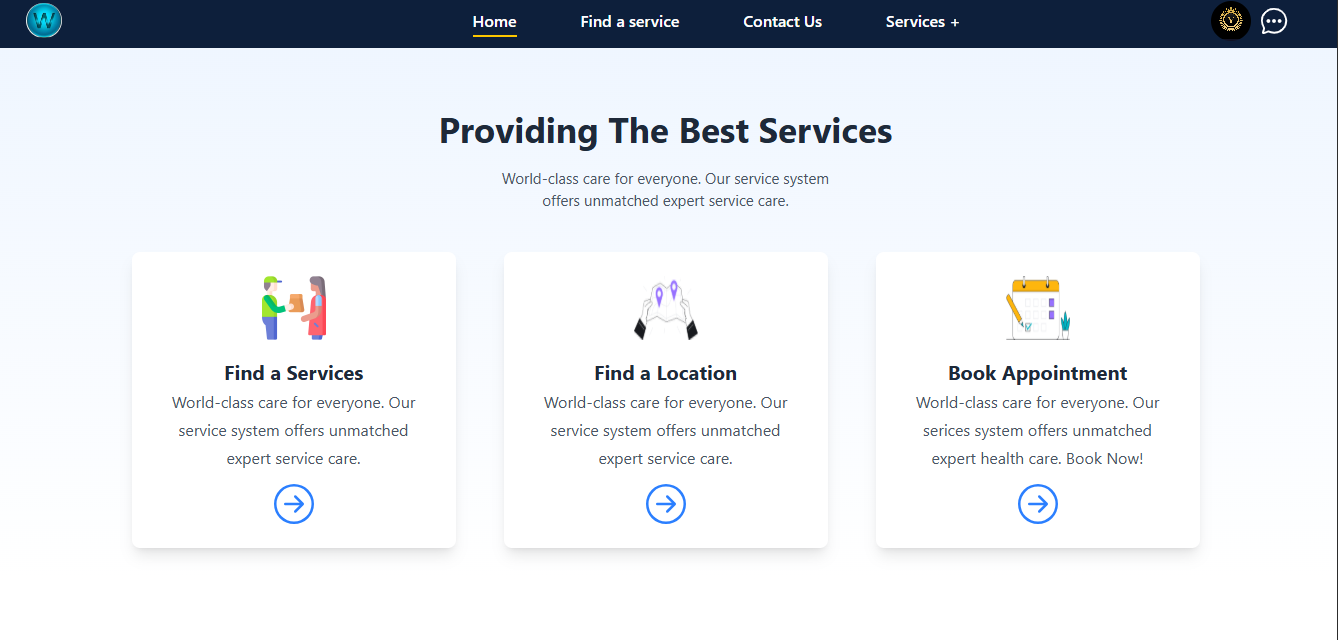 W
Home
Find a service
Contact Us
Services +
Y
Providing The Best Services
World-class care for everyone. Our service system
offers unmatched expert service care.
Find a Services
World-class care for everyone. Our
service system offers unmatched
expert service care.
Find a Location
World-class care for everyone. Our
service system offers unmatched
expert service care.
Book Appointment
World-class care for everyone. Our
serices system offers unmatched
expert health care. Book Now!